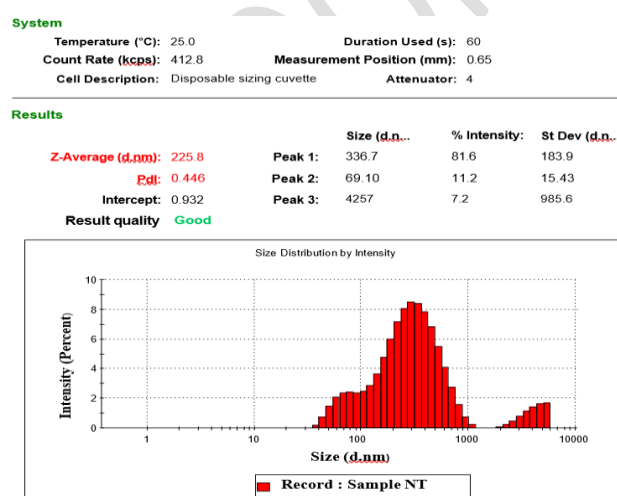 System
Temperature (°C): 25.0 Duration Used (s): 60
Count Rate (kcps): 412.8 Measurement Position (mm): 0.65
Cell Description: Disposable sizing cuvette Attenuator: 4
Results
Size (d.n... % Intensity: St Dev (d.n...
Z-Average (d.nm): 225.8 Peak 1: 336.7 81.6 183.9
PdI: 0.446 Peak 2: 69.10 11.2 15.43
Intercept: 0.932 Peak 3: 4257 7.2 985.6
Result quality Good
Size Distribution by Intensity
10
8
6
4
2
0
Intensity (Percent)
1 10 100 1000 10000
Size (d.nm)
Record : Sample NT